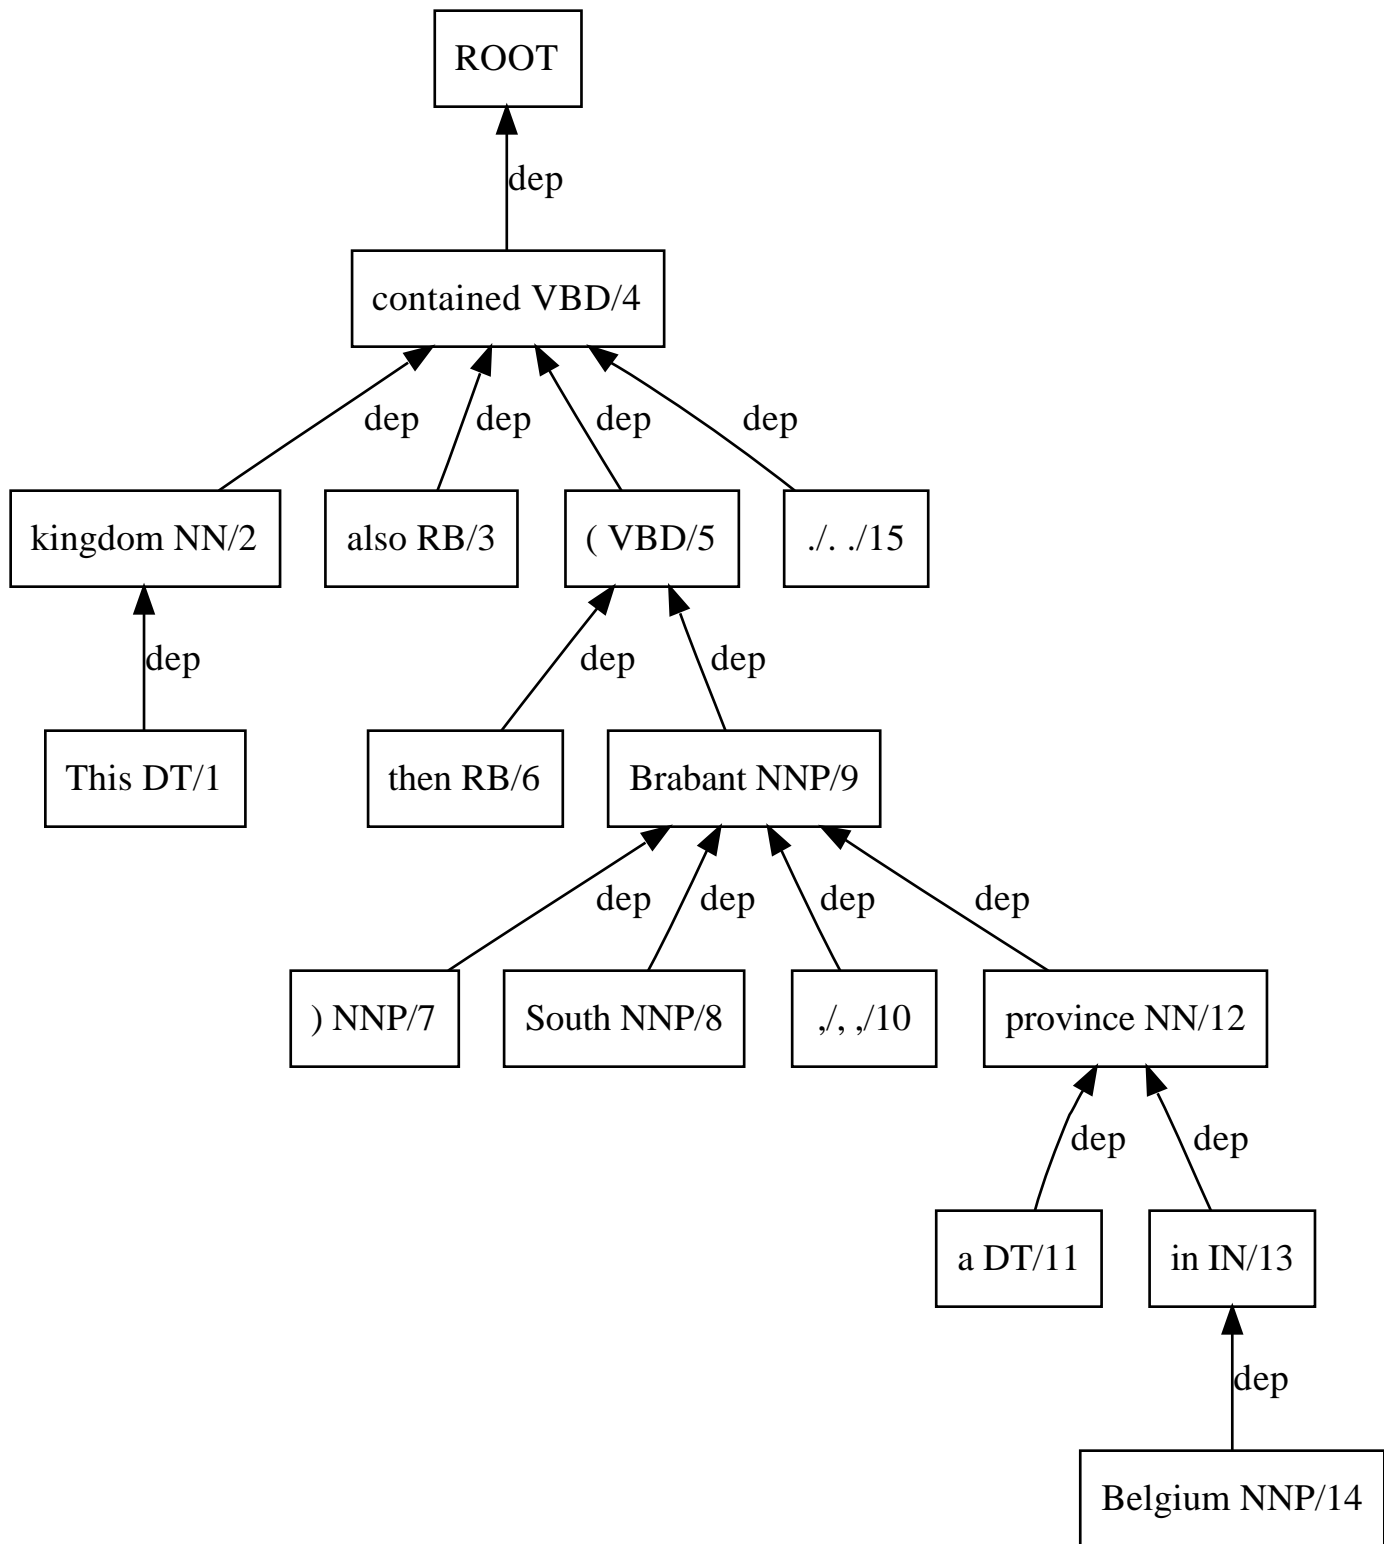 ROOT
dep
contained VBD/4
dep dep dep dep
kingdom NN/2 also RB/3 ( VBD/5 ./. ./15
dep dep dep
This DT/1 then RB/6 Brabant NNP/9
dep dep dep dep
) NNP/7 South NNP/8 ,/, ,/10 province NN/12
dep dep
a DT/11 in IN/13
dep
Belgium NNP/14